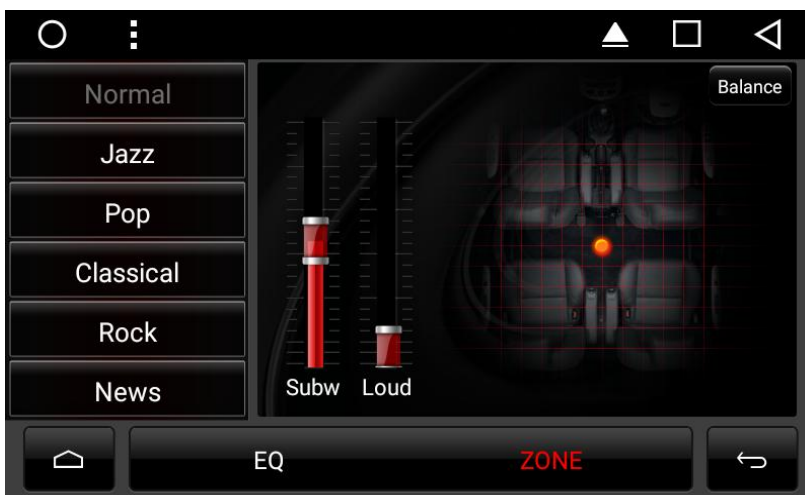 Normal
Jazz
Pop
Classical
Rock
News
Balance
Subw Loud
EQ ZONE